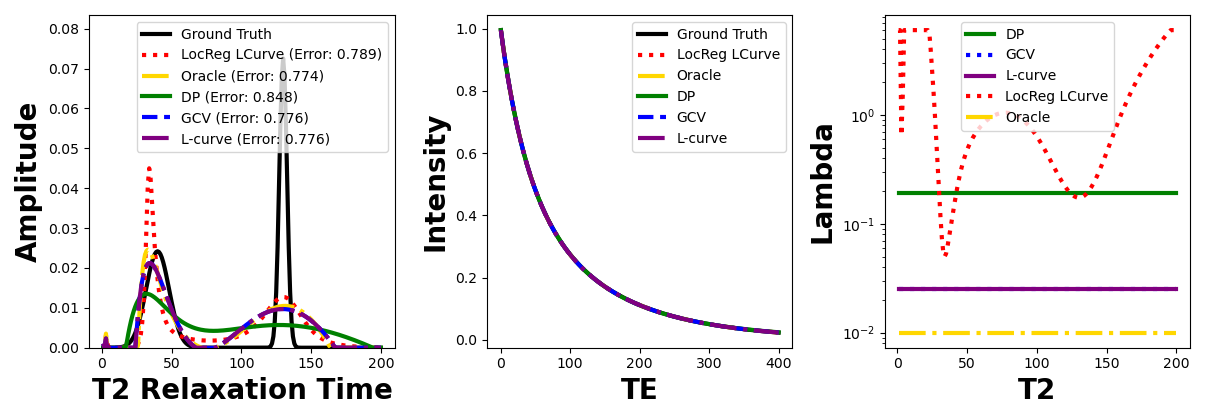 Amplitude
0.08
0.07
0.06
0.05
0.04
0.03
0.02
0.01
0.00
Ground Truth
LocReg LCurve (Error: 0.789)
Oracle (Error: 0.774)
DP (Error: 0.848)
GCV (Error: 0.776)
L-curve (Error: 0.776)
0 50 100 150 200
T2 Relaxation Time
Intensity
1.0
0.8
0.6
0.4
0.2
0.0
Ground Truth
LocReg LCurve
Oracle
DP
GCV
L-curve
0 100 200 300 400
TE
Lambda
10⁰
10⁻¹
10⁻²
DP
GCV
L-curve
LocReg LCurve
Oracle
0 50 100 150 200
T2